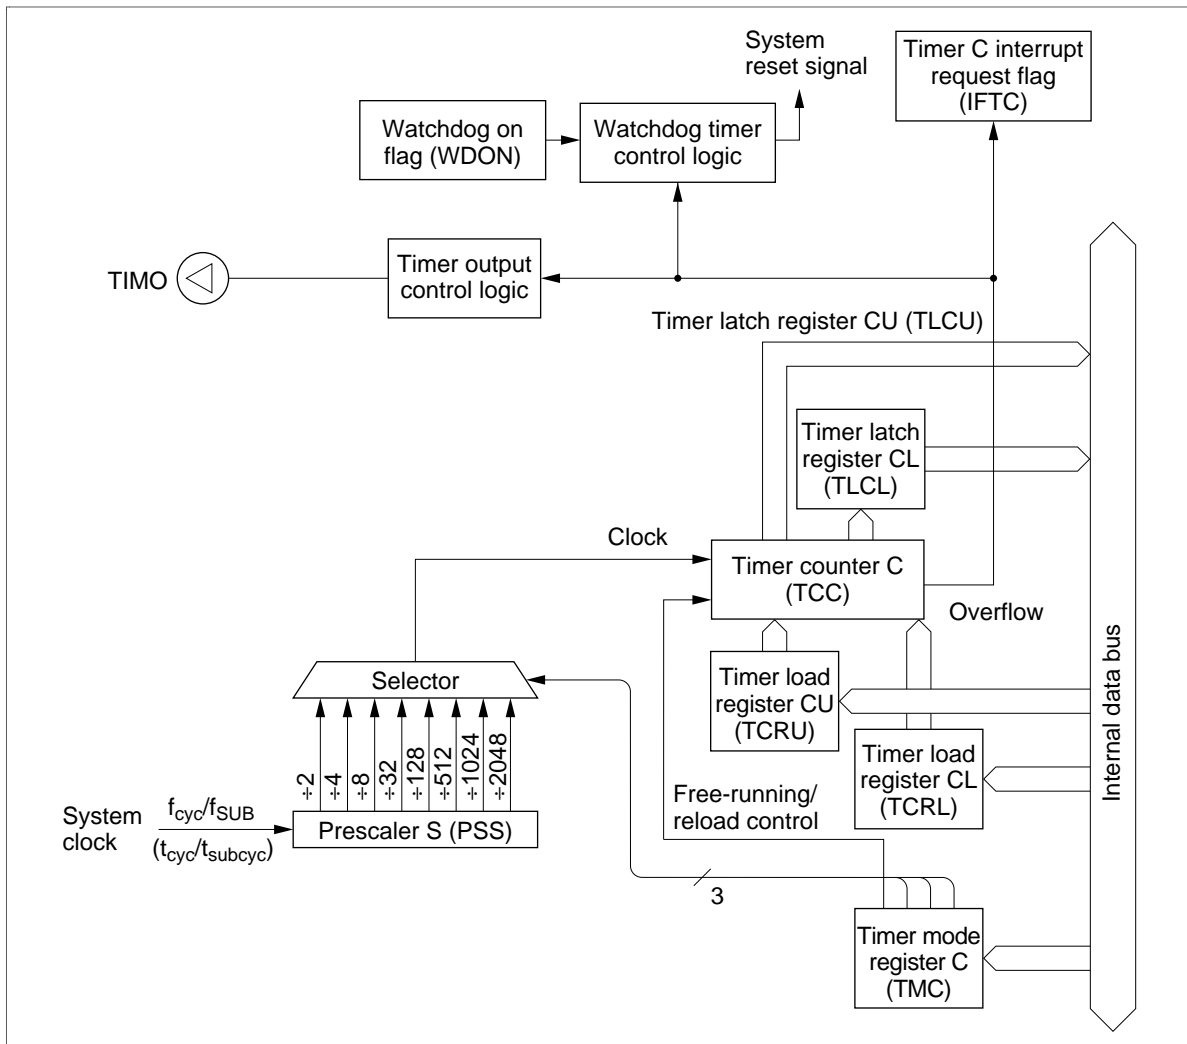 System
reset signal
Timer C interrupt
request flag
(IFTC)
Watchdog on
flag (WDON)
Watchdog timer
control logic
TIMO
Timer output
control logic
Timer latch register CU (TLCU)
Timer latch
register CL
(TLCL)
Clock
Timer counter C
(TCC)
Overflow
Selector
Timer load
register CU
(TCRU)
Timer load
register CL
(TCRL)
÷2
÷4
÷8
÷32
÷128
÷512
÷1024
÷2048
System
clock
fcyc/fSUB
(tcyc/tsubcyc)
Prescaler S (PSS)
Free-running/
reload control
3
Timer mode
register C
(TMC)
Internal data bus